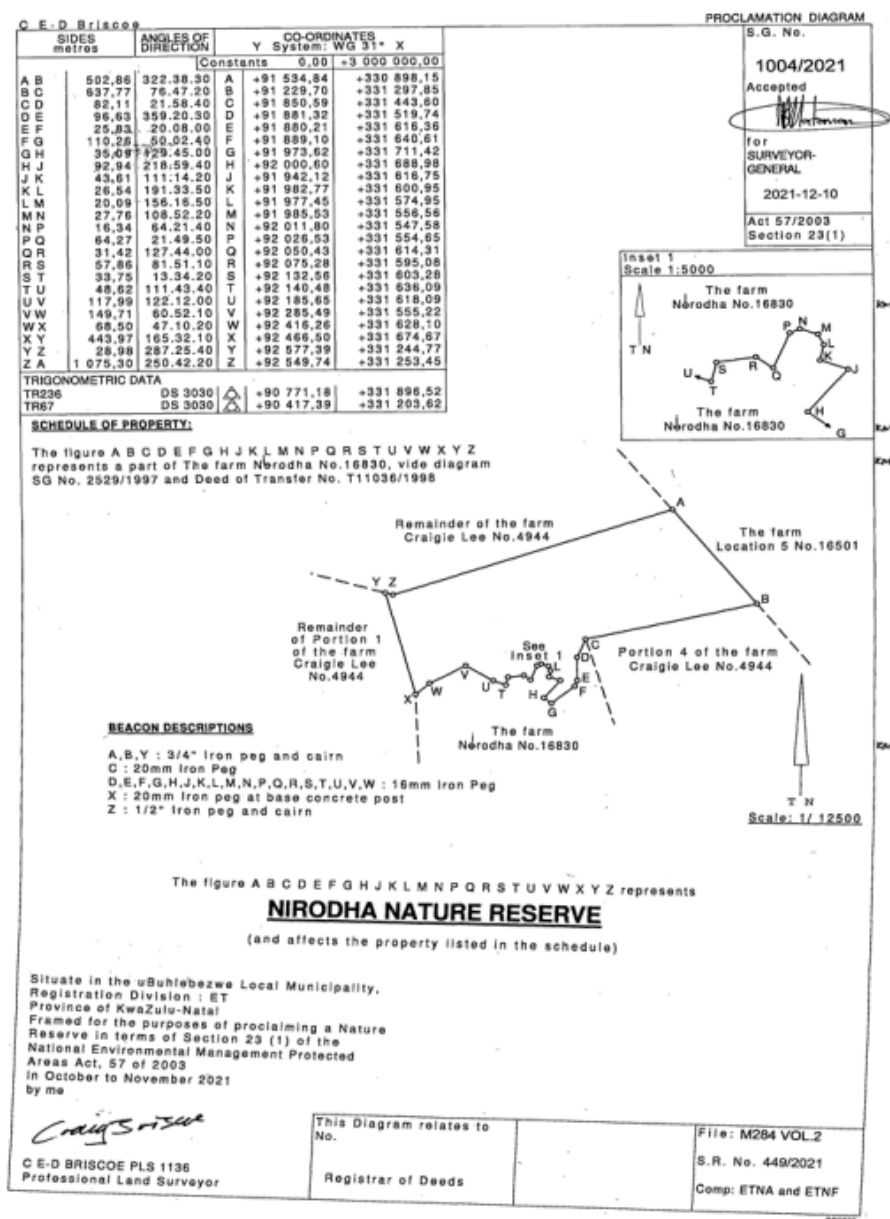 C E-D Briscoe
PROCLAMATION DIAGRAM
SIDES metres ANGLES OF DIRECTION CO-ORDINATES Y System: WG 31° X
Constants 0,00 +3 000 000,00
A B 502,86 322.38.30 A +91 534,84 +330 898,15
B C 637,77 76.47.20 B +91 229,70 +331 297,85
C D 82,11 21.58.40 C +91 850,59 +331 443,60
D E 96,63 359.20.30 D +91 881,32 +331 519,74
E F 25,83 20.08.00 E +91 880,21 +331 616,36
F G 110,26 50.02.40 F +91 889,10 +331 640,61
G H 35,09 129.45.00 G +91 973,62 +331 711,42
H J 92,94 218.59.40 H +92 000,60 +331 688,98
J K 43,61 111.14.20 J +91 942,12 +331 616,75
K L 26,54 191.33.50 K +91 982,77 +331 600,95
L M 20,09 156.16.50 L +91 977,45 +331 574,95
M N 27,76 108.52.20 M +91 985,53 +331 556,56
N P 16,34 64.21.40 N +92 011,80 +331 547,58
P Q 64,27 21.49.50 P +92 026,53 +331 554,65
Q R 31,42 127.44.00 Q +92 050,43 +331 614,31
R S 57,86 81.51.10 R +92 075,28 +331 595,08
S T 33,75 13.34.20 S +92 132,56 +331 603,28
T U 48,62 111.43.40 T +92 140,48 +331 636,09
U V 117,99 122.12.00 U +92 185,65 +331 618,09
V W 149,71 60.52.10 V +92 285,49 +331 555,22
W X 68,50 47.10.20 W +92 416,26 +331 628,10
X Y 443,97 165.32.10 X +92 466,50 +331 674,67
Y Z 28,98 287.25.40 Y +92 577,39 +331 244,77
Z A 1 075,30 250.42.20 Z +92 549,74 +331 253,45
TRIGONOMETRIC DATA
TR236 DS 3030 +90 771,18 +331 896,52
TR67 DS 3030 +90 417,39 +331 203,62
S.G. No.
1004/2021
Accepted
for
SURVEYOR-
GENERAL
2021-12-10
Act 57/2003
Section 23(1)
Inset 1
Scale 1:5000
The farm
Nerodha No.16830
T N
P N M L K J
S R Q
U T
H
G
The farm
Nerodha No.16830
SCHEDULE OF PROPERTY:
The figure A B C D E F G H J K L M N P Q R S T U V W X Y Z
represents a part of The farm Nerodha No.16830, vide diagram
SG No. 2529/1997 and Deed of Transfer No. T11036/1998
A
Remainder of the farm
Craigie Lee No.4944
The farm
Location 5 No.16501
Y Z
B
Remainder
of Portion 1
of the farm
Craigie Lee
No.4944
See
Inset 1
C
D
L
Portion 4 of the farm
Craigie Lee No.4944
V
W
X
U
T
H
G
E
F
The farm
Nerodha No.16830
T N
Scale: 1/ 12500
BEACON DESCRIPTIONS
A,B,Y : 3/4" Iron peg and cairn
C : 20mm Iron Peg
D,E,F,G,H,J,K,L,M,N,P,Q,R,S,T,U,V,W : 16mm Iron Peg
X : 20mm Iron peg at base concrete post
Z : 1/2" Iron peg and cairn
The figure A B C D E F G H J K L M N P Q R S T U V W X Y Z represents
NIRODHA NATURE RESERVE
(and affects the property listed in the schedule)
Situate in the uBuhlebezwe Local Municipality,
Registration Division : ET
Province of KwaZulu-Natal
Framed for the purposes of proclaiming a Nature
Reserve in terms of Section 23 (1) of the
National Environmental Management Protected
Areas Act, 57 of 2003
in October to November 2021
by me
C E-D BRISCOE PLS 1136
Professional Land Surveyor
This Diagram relates to
No.
Registrar of Deeds
File: M284 VOL.2
S.R. No. 449/2021
Comp: ETNA and ETNF